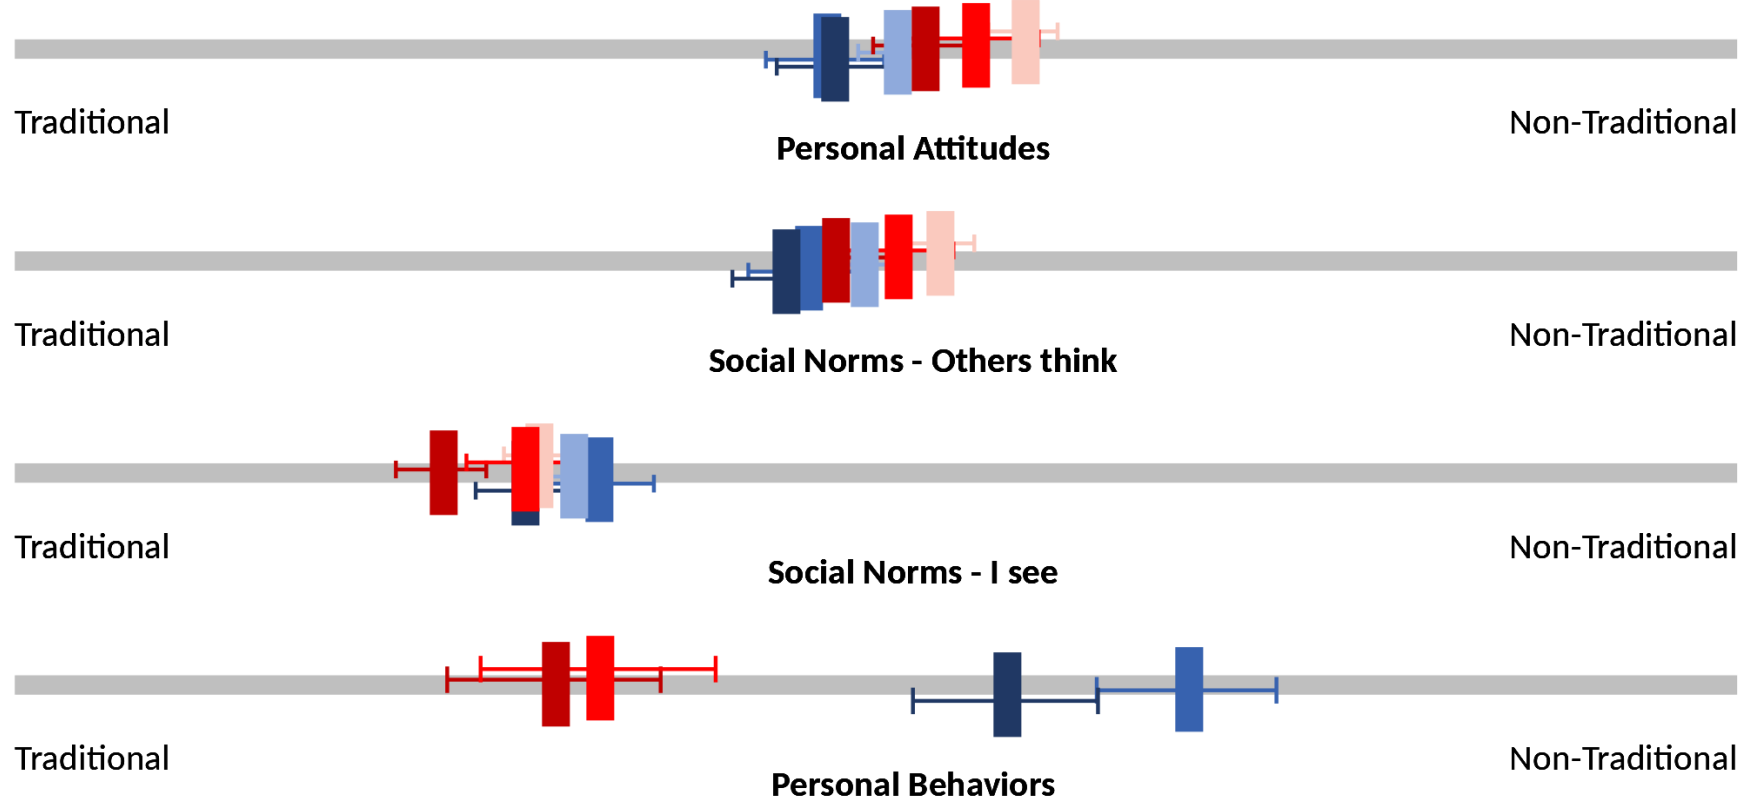 Traditional
Non-Traditional
Personal Attitudes
Traditional
Non-Traditional
Social Norms - Others think
Traditional
Non-Traditional
Social Norms - I see
Traditional
Non-Traditional
Personal Behaviors